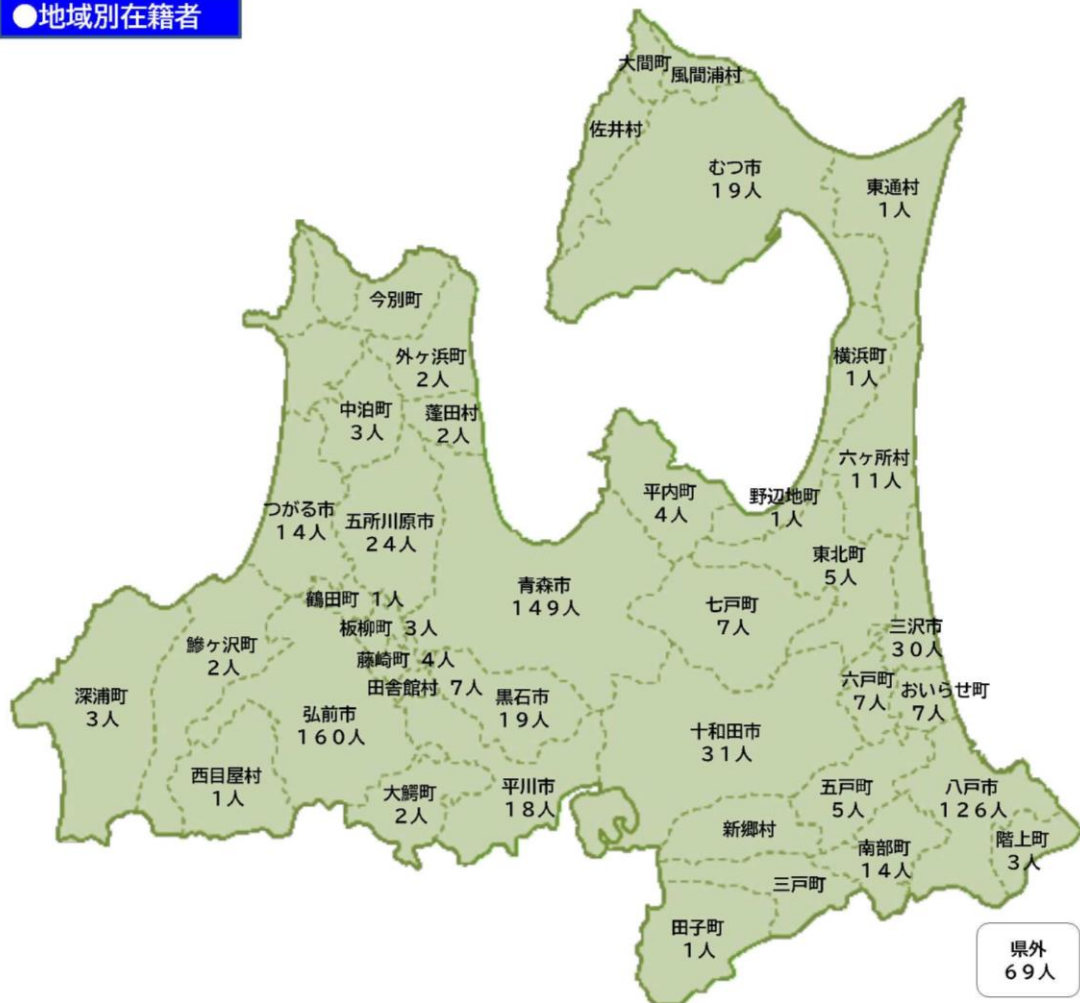 ●地域別在籍者
大間町
風間浦村
佐井村
むつ市
19人
東通村
1人
今別町
外ヶ浜町
2人
横浜町
1人
中泊町
3人
蓬田村
2人
六ヶ所村
11人
平内町
4人
野辺地町
1人
つがる市
14人
五所川原市
24人
東北町
5人
青森市
149人
七戸町
7人
鶴田町 1人
板柳町 3人
藤崎町 4人
田舎館村 7人
三沢市
30人
鰺ヶ沢町
2人
深浦町
3人
六戸町
7人
おいらせ町
7人
黒石市
19人
弘前市
160人
十和田市
31人
西目屋村
1人
大鰐町
2人
平川市
18人
五戸町
5人
八戸市
126人
新郷村
南部町
14人
階上町
3人
三戸町
田子町
1人
県外
69人